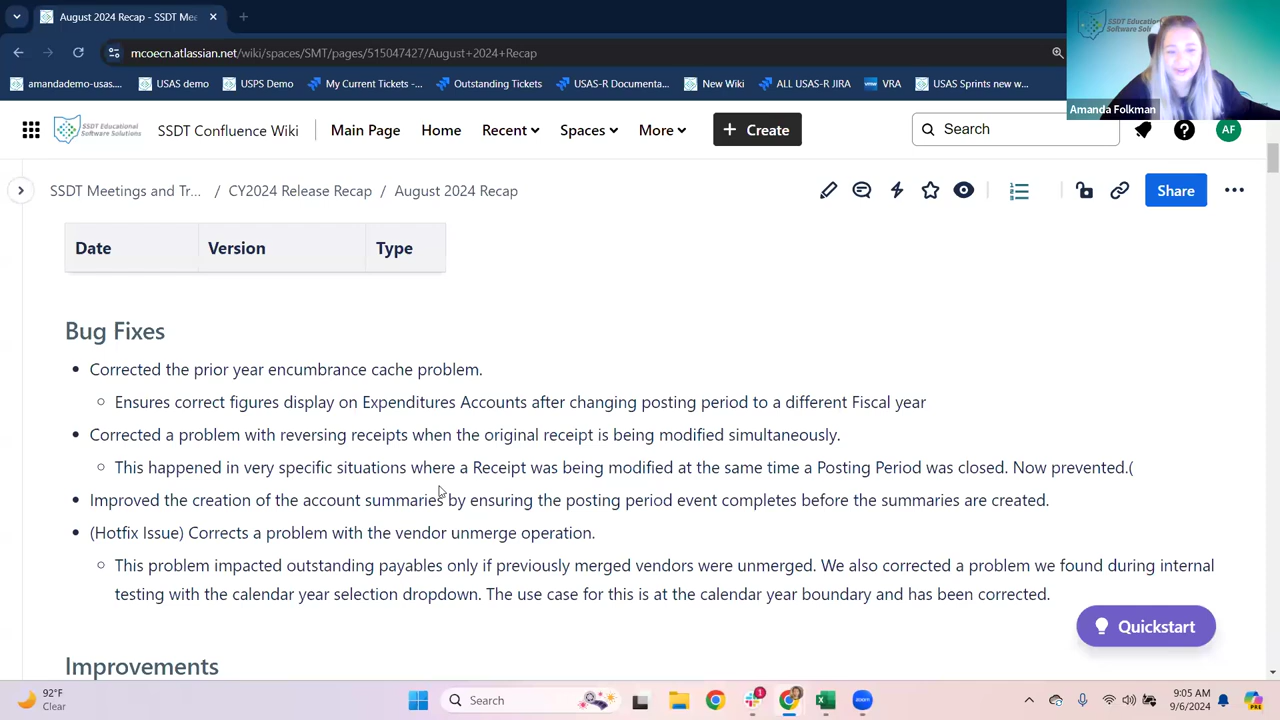 August 2024 Recap - SSDT Mee
mcoecn.atlassian.net/wiki/spaces/SMT/pages/515047427/August+2024+Recap
amandademo-usas... USAS demo USPS Demo My Current Tickets -... Outstanding Tickets USAS-R Documenta... New Wiki ALL USAS-R JIRA VRA USAS Sprints new w...
SSDT Educational
Software Solu
Amanda Folkman
SSDT Educational
Software Solutions
SSDT Confluence Wiki Main Page Home Recent Spaces More + Create Search AF
SSDT Meetings and Tr... / CY2024 Release Recap / August 2024 Recap Share
Date Version Type
Bug Fixes
Corrected the prior year encumbrance cache problem.
Ensures correct figures display on Expenditures Accounts after changing posting period to a different Fiscal year
Corrected a problem with reversing receipts when the original receipt is being modified simultaneously.
This happened in very specific situations where a Receipt was being modified at the same time a Posting Period was closed. Now prevented.(
Improved the creation of the account summaries by ensuring the posting period event completes before the summaries are created.
(Hotfix Issue) Corrects a problem with the vendor unmerge operation.
This problem impacted outstanding payables only if previously merged vendors were unmerged. We also corrected a problem we found during internal
testing with the calendar year selection dropdown. The use case for this is at the calendar year boundary and has been corrected.
Quickstart
Improvements
92°F
Clear
Search
9:05 AM
9/6/2024